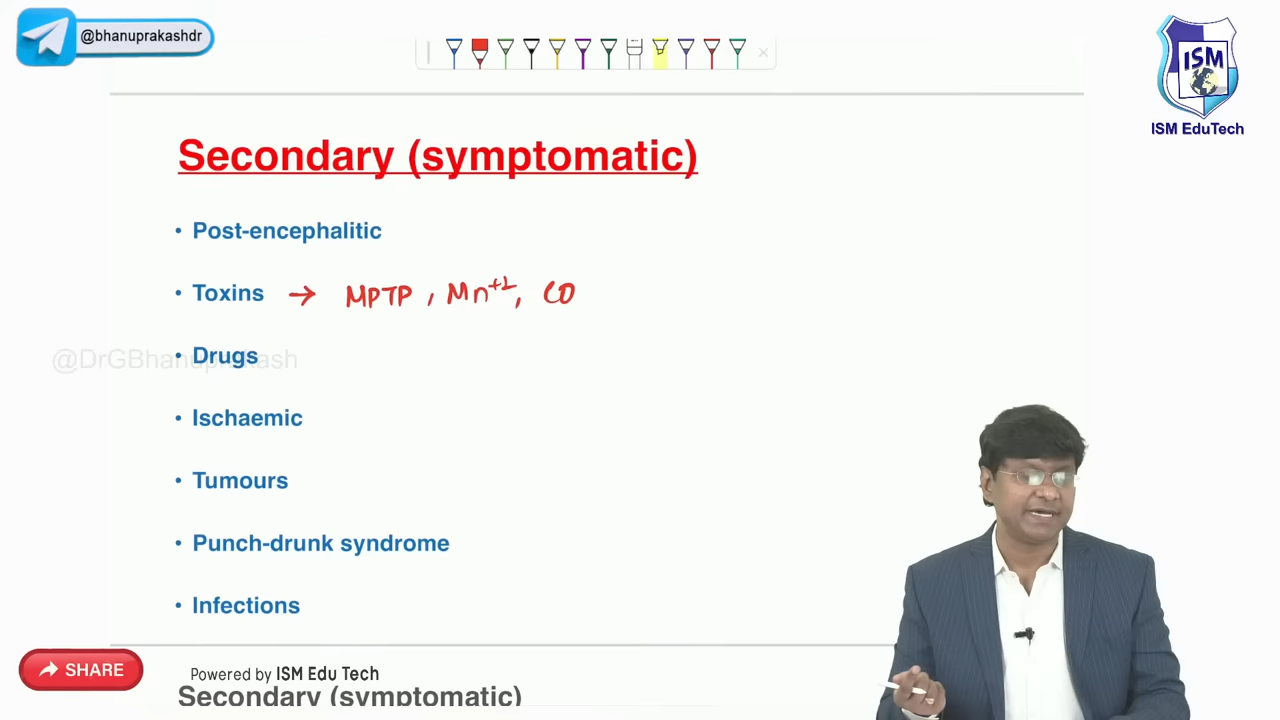 @bhanuprakashdr
ISM
ISM EduTech
Secondary (symptomatic)
• Post-encephalitic
• Toxins → MPTP, Mn+2, CO
@DrGBhanuprakash
• Drugs
• Ischaemic
• Tumours
• Punch-drunk syndrome
• Infections
SHARE
Powered by ISM Edu Tech
Secondary (symptomatic)